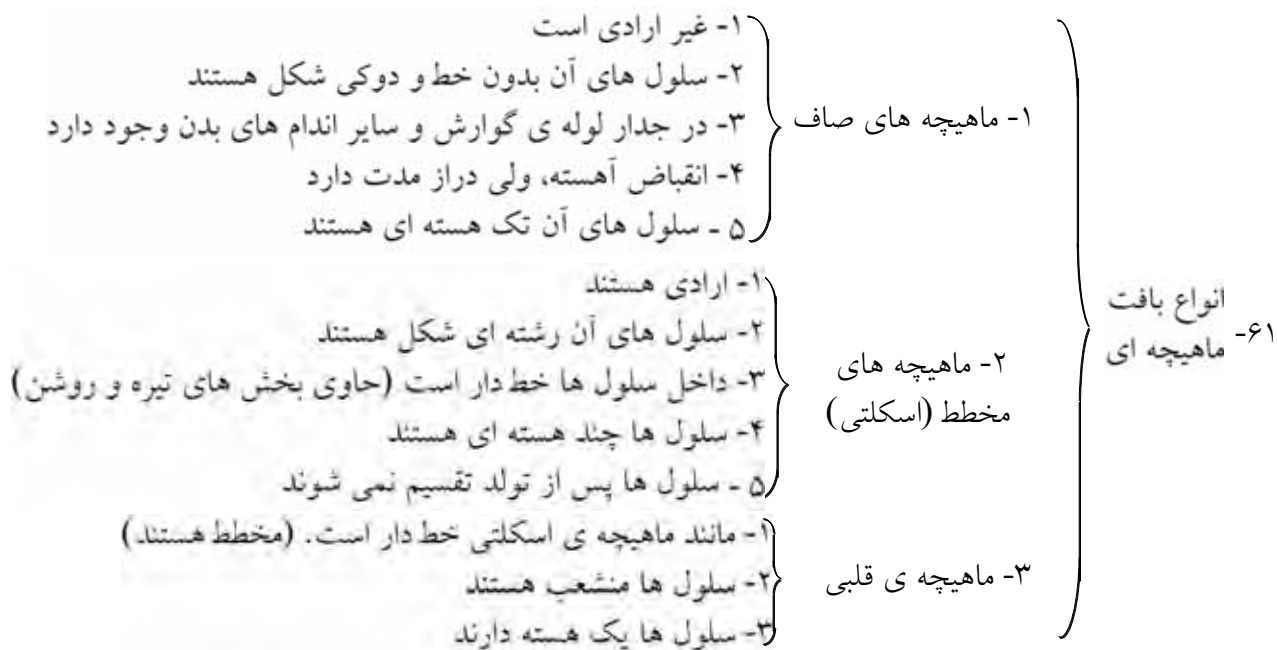 ۶۱- انواع بافت
ماهیچه ای
۱- ماهیچه های صاف
۱- غیر ارادی است
۲- سلول های آن بدون خط و دوکی شکل هستند
۳- در جدار لوله ی گوارش و سایر اندام های بدن وجود دارد
۴- انقباض آهسته، ولی دراز مدت دارد
۵ - سلول های آن تک هسته ای هستند
۲- ماهیچه های
مخطط (اسکلتی)
۱- ارادی هستند
۲- سلول های آن رشته ای شکل هستند
۳- داخل سلول ها خط دار است (حاوی بخش های تیره و روشن)
۴- سلول ها چند هسته ای هستند
۵ - سلول ها پس از تولد تقسیم نمی شوند
۳- ماهیچه ی قلبی
۱- مانند ماهیچه ی اسکلتی خط دار است. (مخطط هستند)
۲- سلول ها منشعب هستند
۳- سلول ها یک هسته دارند